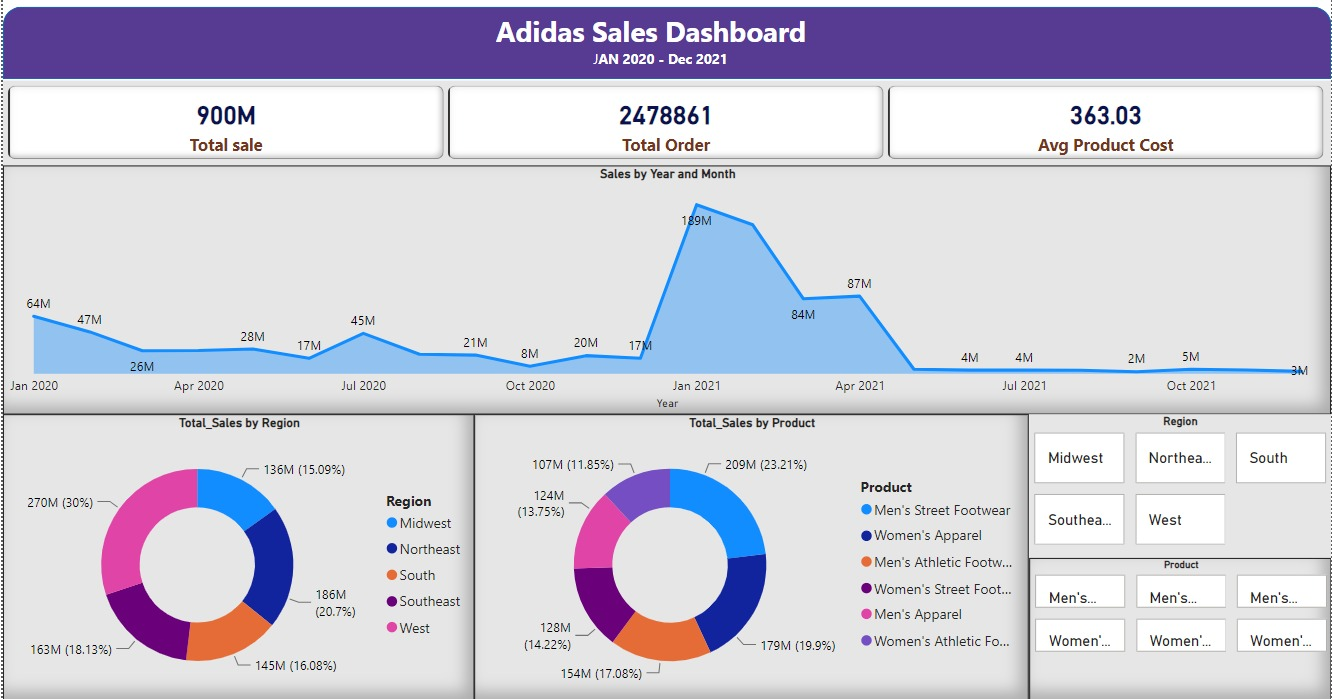 Adidas Sales Dashboard
JAN 2020 - Dec 2021
900M
Total sale
2478861
Total Order
363.03
Avg Product Cost
Sales by Year and Month
64M
47M
26M
28M
17M
45M
21M
8M
20M
17M
189M
84M
87M
4M
4M
2M
5M
3M
Jan 2020
Apr 2020
Jul 2020
Oct 2020
Jan 2021
Apr 2021
Jul 2021
Oct 2021
Year
Total_Sales by Region
136M (15.09%)
186M
(20.7%)
145M (16.08%)
163M (18.13%)
270M (30%)
Region
Midwest
Northeast
South
Southeast
West
Total_Sales by Product
209M (23.21%)
179M (19.9%)
154M (17.08%)
128M
(14.22%)
124M
(13.75%)
107M (11.85%)
Product
Men's Street Footwear
Women's Apparel
Men's Athletic Footw...
Women's Street Foot...
Men's Apparel
Women's Athletic Fo...
Region
Midwest
Northea...
South
Southea...
West
Product
Men's...
Men's...
Men's...
Women'...
Women'...
Women'...